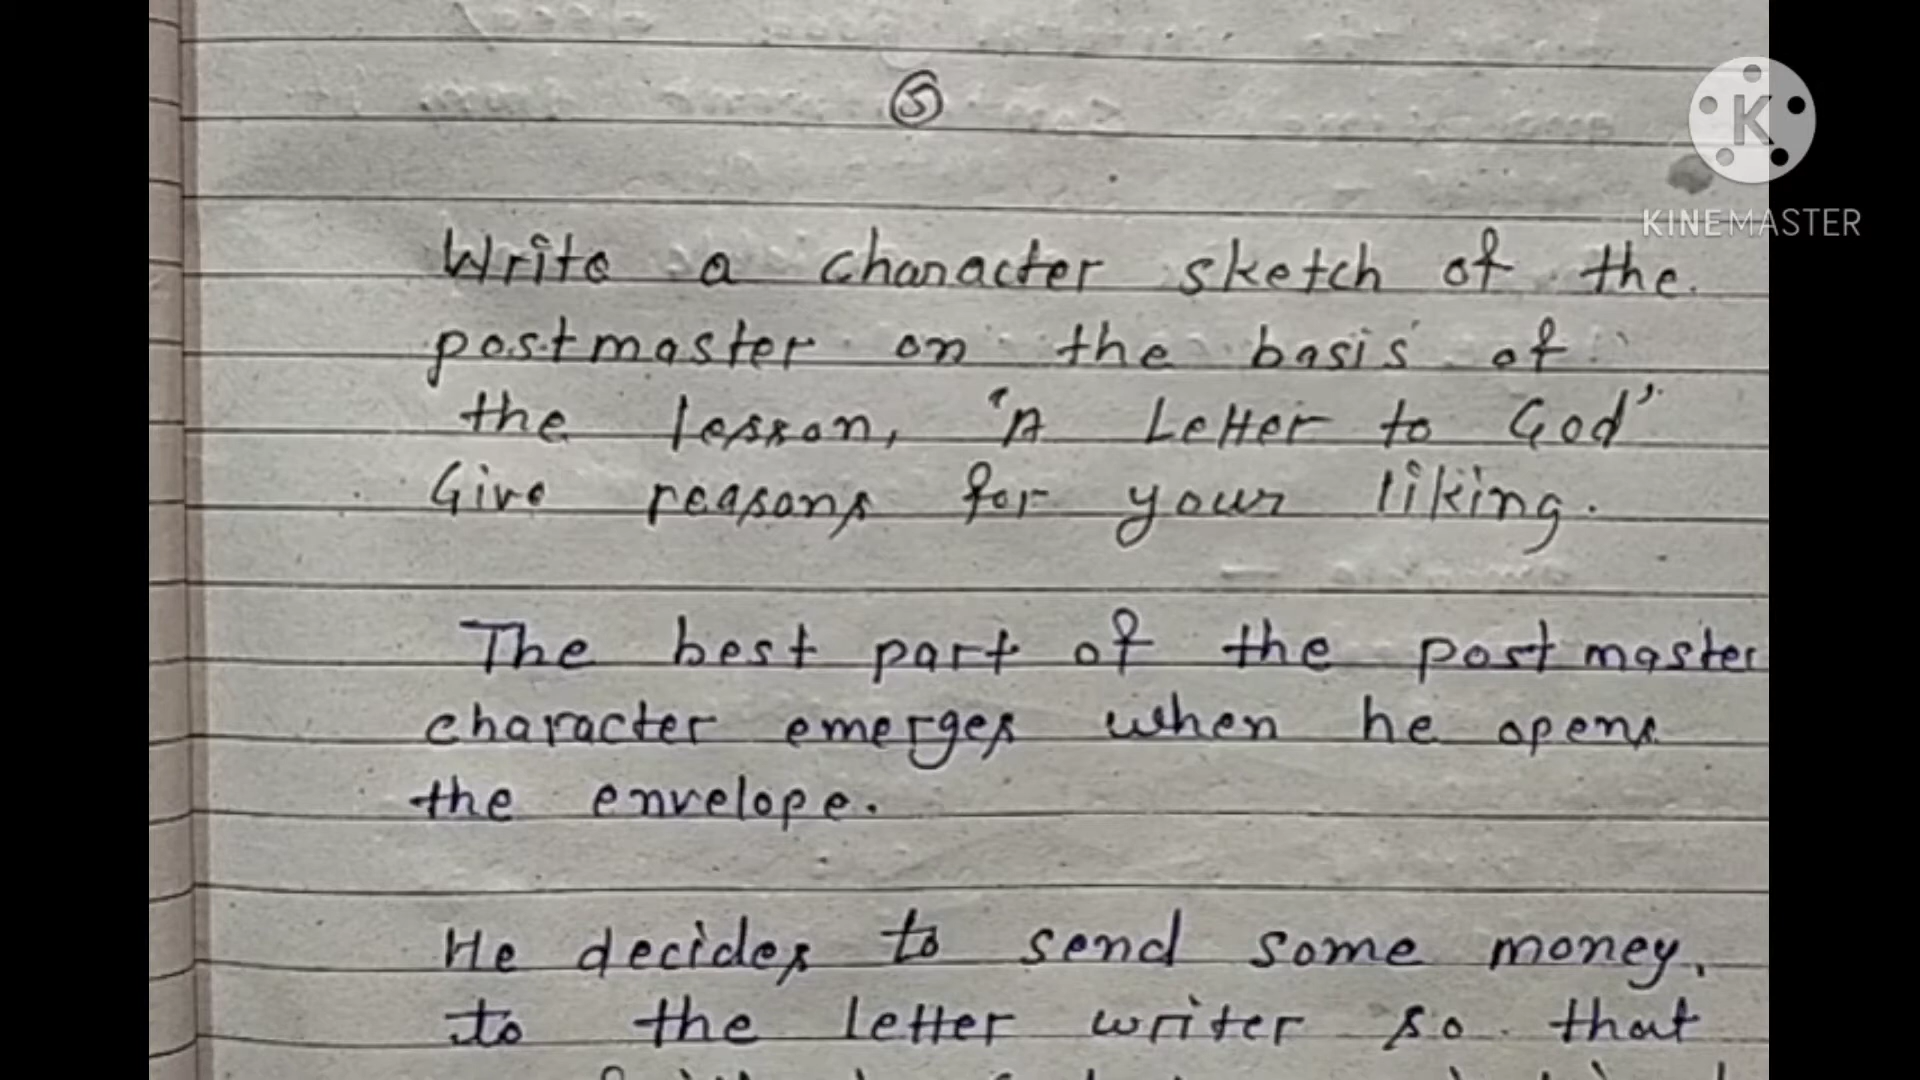 5
KINEMASTER
Write a character sketch of the
postmaster on the basis of
the lesson, 'A Letter to God'
Give reasons for your liking.
The best part of the postmaster
character emerges when he opens
the envelope.
He decides to send some money.
to the letter writer so that